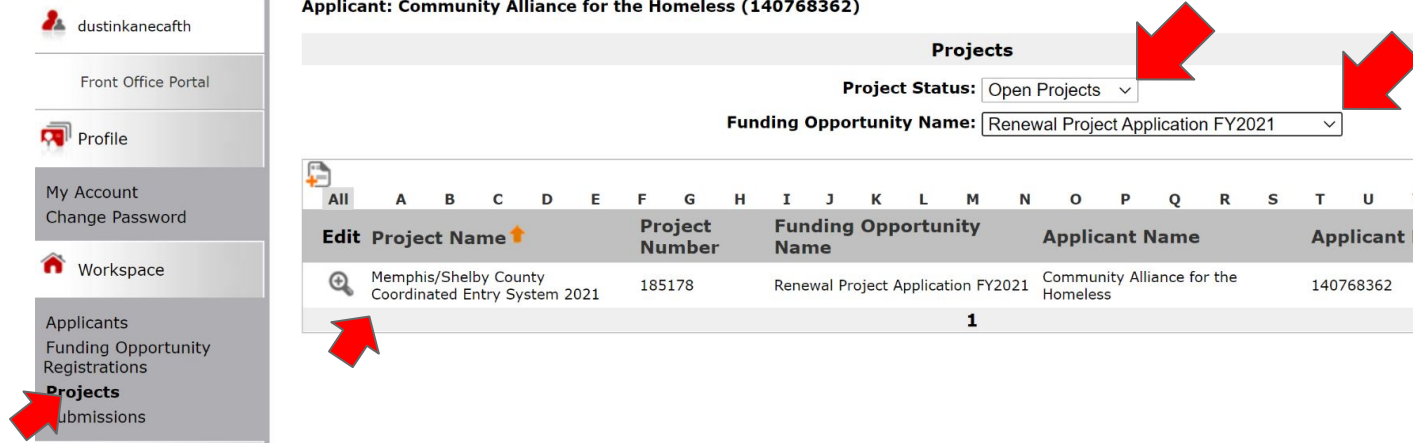 Applicant: Community Alliance for the Homeless (140768362)
dustinkanecafth
Front Office Portal
Profile
My Account
Change Password
Workspace
Applicants
Funding Opportunity
Registrations
Projects
ubmissions
Projects
Project Status: Open Projects
Funding Opportunity Name: Renewal Project Application FY2021
All A B C D E F G H I J K L M N O P Q R S T U
Edit Project Name Project Number Funding Opportunity Name Applicant Name Applicant
Memphis/Shelby County Coordinated Entry System 2021 185178 Renewal Project Application FY2021 Community Alliance for the Homeless 140768362
1